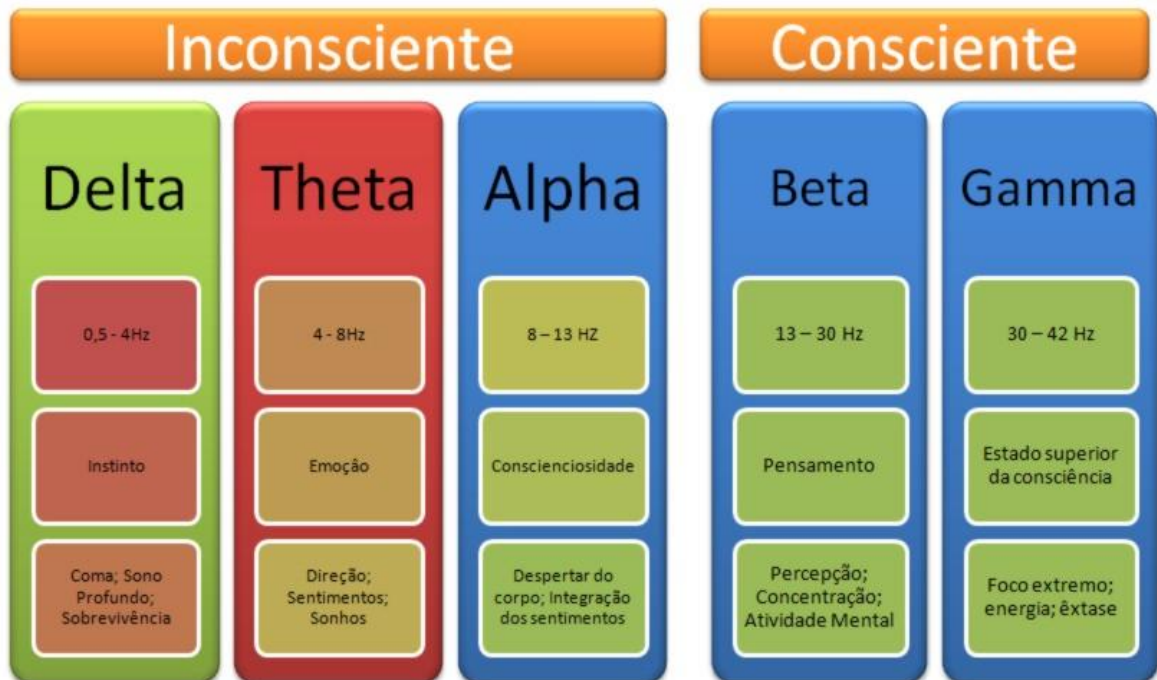 Inconsciente
Consciente
Delta
Theta
Alpha
Beta
Gamma
0,5 - 4Hz
4 - 8Hz
8 – 13 HZ
13 – 30 Hz
30 – 42 Hz
Instinto
Emoção
Conscienciosidade
Pensamento
Estado superior
da consciência
Coma; Sono
Profundo;
Sobrevivência
Direção;
Sentimentos;
Sonhos
Despertar do
corpo; Integração
dos sentimentos
Percepção;
Concentração;
Atividade Mental
Foco extremo;
energia; êxtase